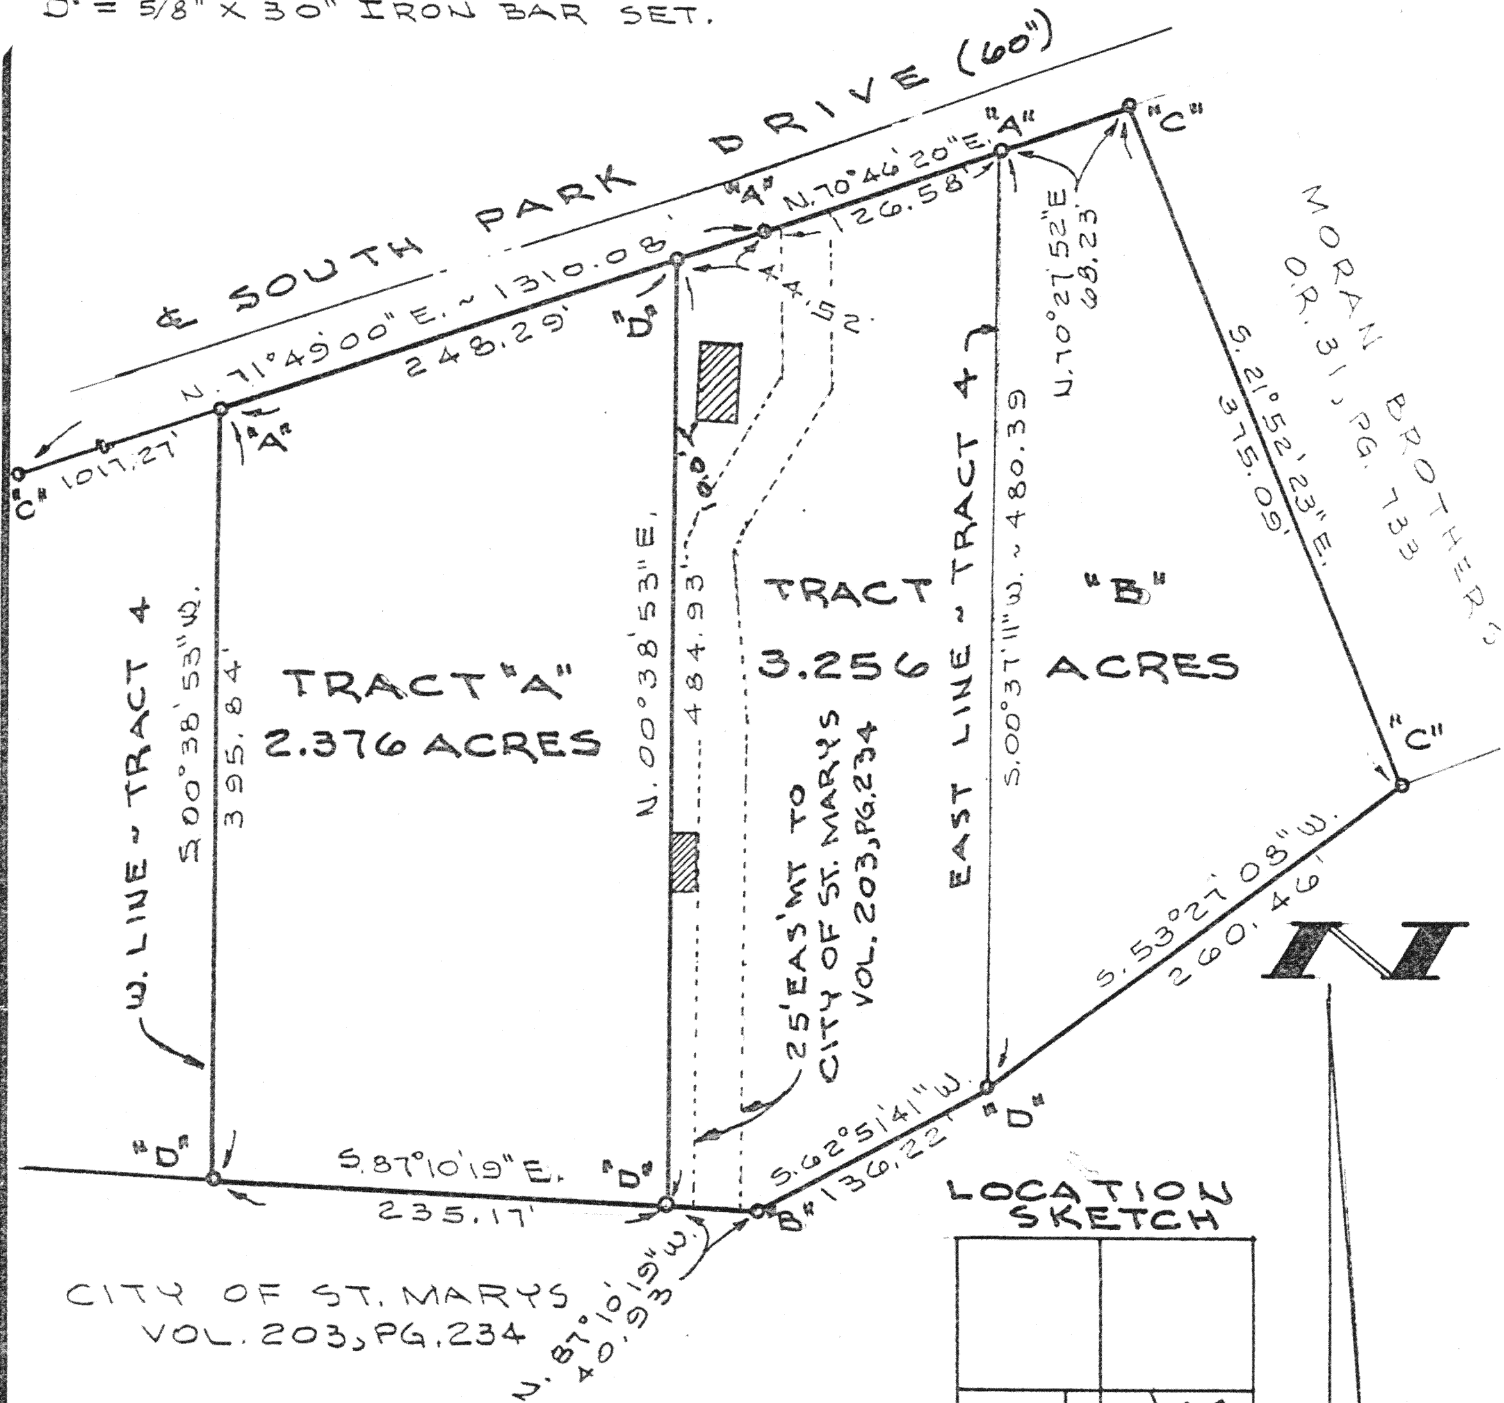 "D" = 5/8" X 30" IRON BAR SET.
℄ SOUTH PARK DRIVE (60")
N. 71°49'00" E. ~ 1310.08'
248.29'
1017.27'
"C"
"A"
"D"
"A"
44.52
N. 70°46'20" E.
126.58'
"A"
"C"
N. 70°27'52" E
68.23'
MORAN BROTHERS
O.R. 31, PG. 733
S. 21°52'23" E.
375.09'
W. LINE ~ TRACT 4
S. 00°38'53" W.
395.84'
TRACT "A"
2.376 ACRES
N. 00°38'53" E.
484.93'
10.0
TRACT "B"
3.256 ACRES
EAST LINE ~ TRACT 4
S. 00°37'11" W. ~ 480.39
25' EAS'MT TO
CITY OF ST. MARYS
VOL. 203, PG. 234
"C"
S. 53°27'08" W.
260.46'
N
"D"
S. 62°51'41" W.
136.22'
"D"
S. 87°10'19" E.
235.17'
"D"
"B"
N. 87°10'19" W.
40.93
CITY OF ST. MARYS
VOL. 203, PG. 234
LOCATION
SKETCH